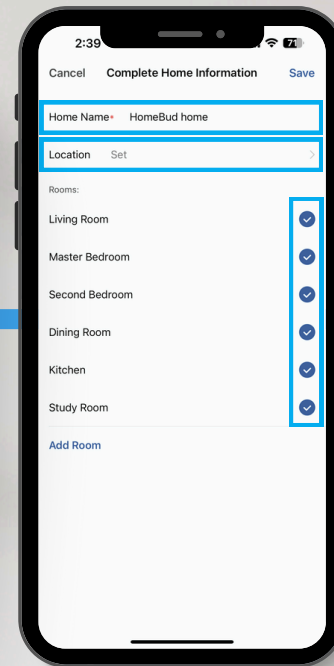 2:39 71
Cancel Complete Home Information Save
Home Name* HomeBud home
Location Set
Rooms:
Living Room
Master Bedroom
Second Bedroom
Dining Room
Kitchen
Study Room
Add Room